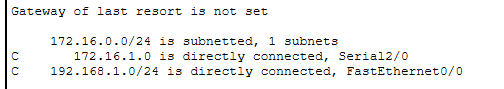 Gateway of last resort is not set
172.16.0.0/24 is subnetted, 1 subnets
C 172.16.1.0 is directly connected, Serial2/0
C 192.168.1.0/24 is directly connected, FastEthernet0/0